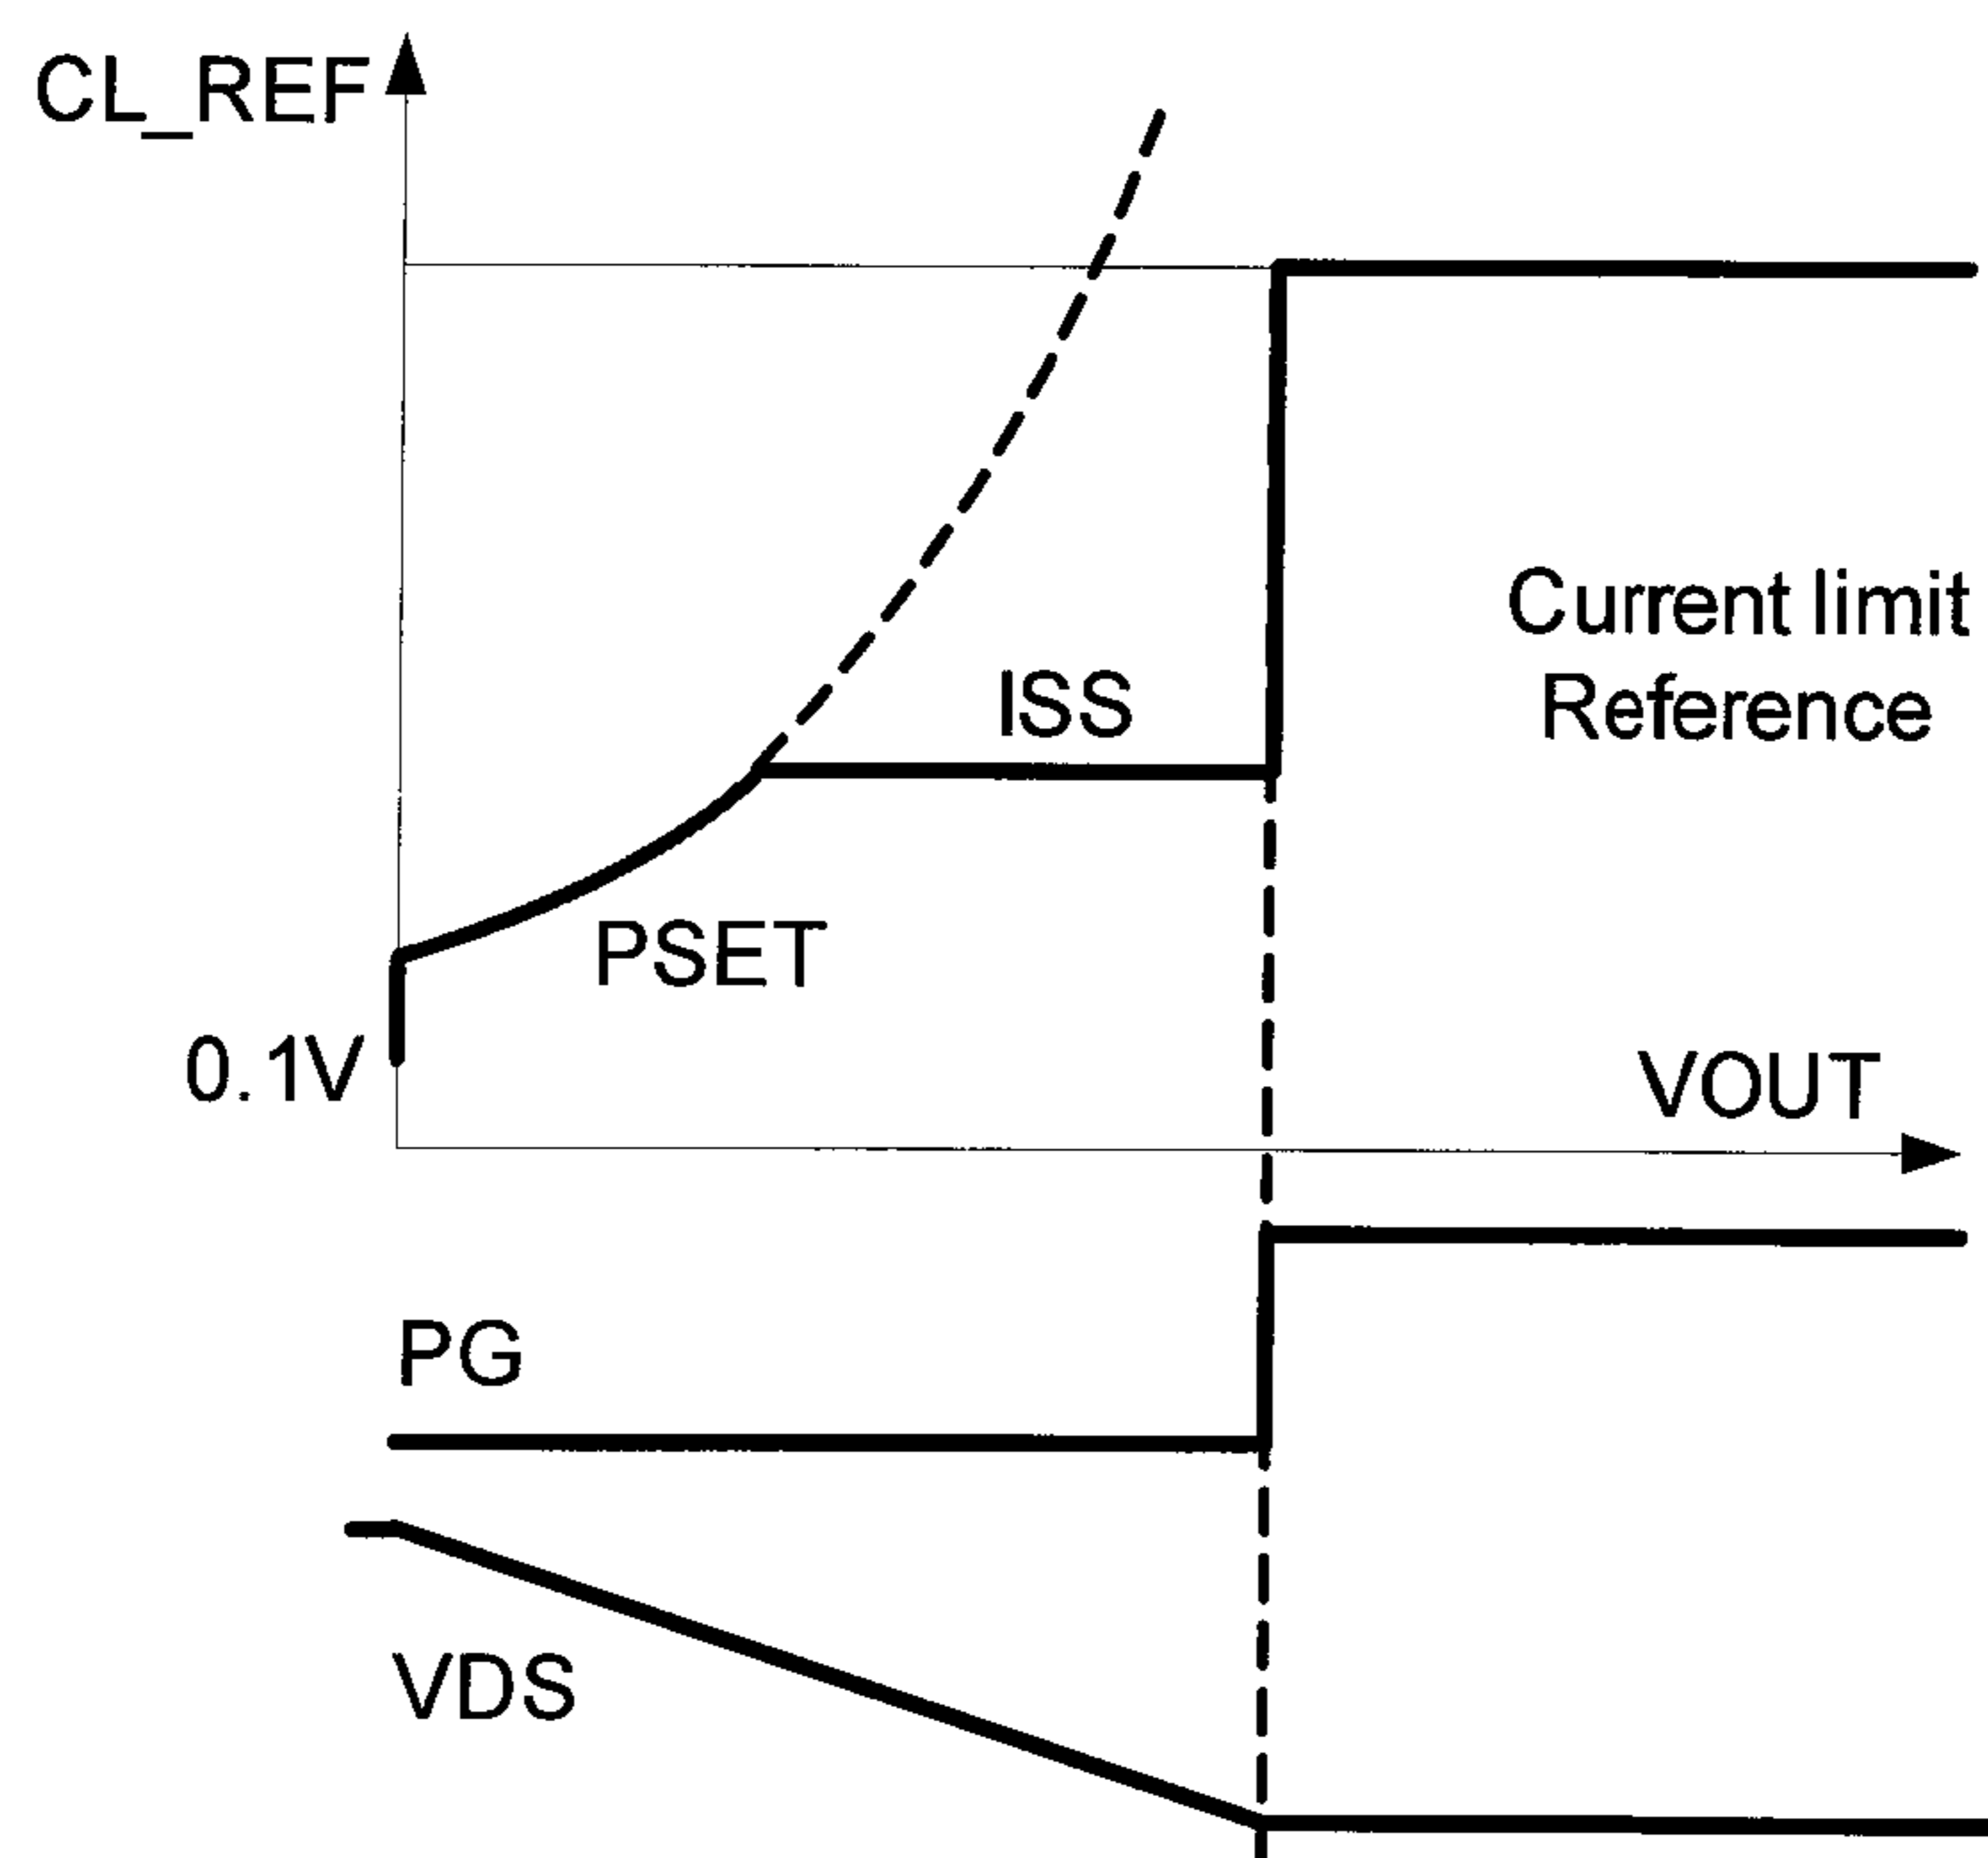 CL_REF
ISS
Current limit
Reference
PSET
0.1V
VOUT
PG
VDS